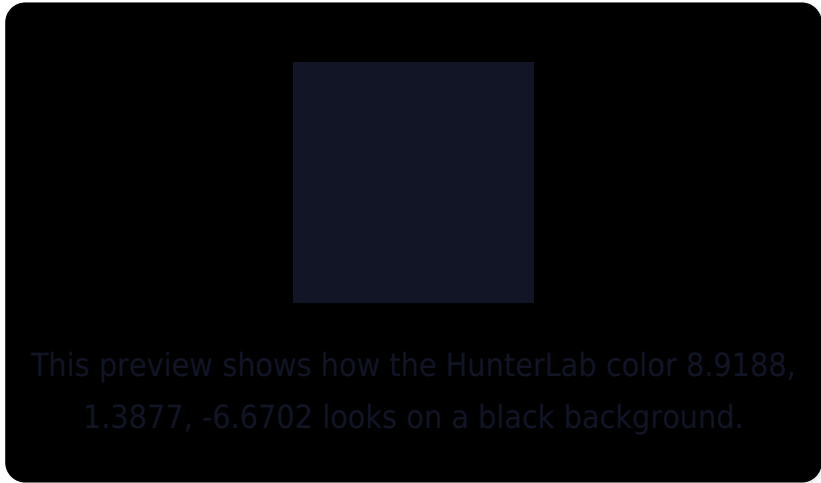 This preview shows how the HunterLab color 8.9188,
1.3877, -6.6702 looks on a black background.